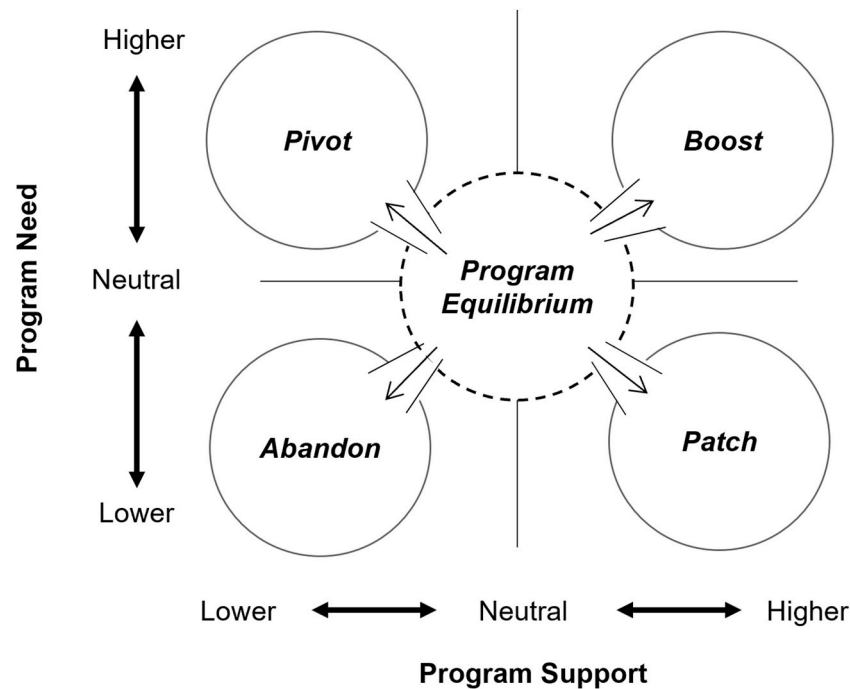 Higher
Pivot
Boost
Program Need
Neutral
Program
Equilibrium
Abandon
Patch
Lower
Lower
Neutral
Higher
Program Support